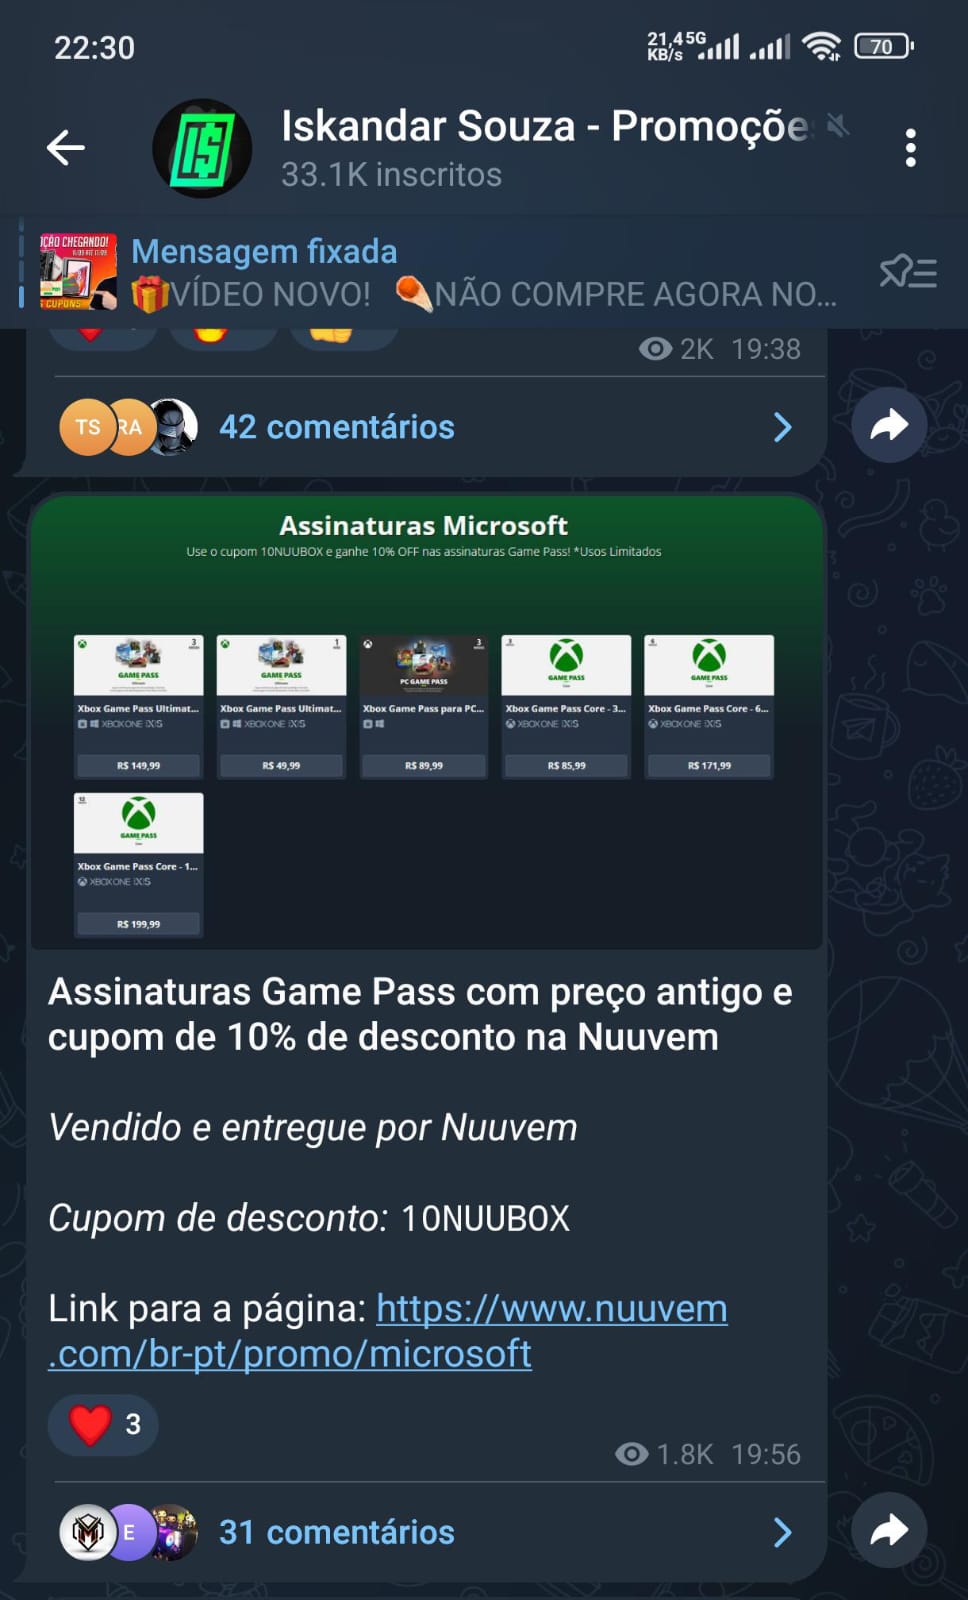 22:30
21,4 5G
KB/s
70
Iskandar Souza - Promoçõe
33.1K inscritos
IÇÃO CHEGANDO!
CUPONS
Mensagem fixada
🎁VÍDEO NOVO! ☄️NÃO COMPRE AGORA NO...
2K 19:38
TS
RA
42 comentários
Assinaturas Microsoft
Use o cupom 10NUUBOX e ganhe 10% OFF nas assinaturas Game Pass! *Usos Limitados
3
GAME PASS
1
GAME PASS
3
PC GAME PASS
3
GAME PASS
6
GAME PASS
Xbox Game Pass Ultimat...
Xbox Game Pass Ultimat...
Xbox Game Pass para PC...
Xbox Game Pass Core - 3...
Xbox Game Pass Core - 6...
XBOX ONE X|S
XBOX ONE X|S
XBOX ONE X|S
XBOX ONE X|S
R$ 149,99
R$ 49,99
R$ 89,99
R$ 85,99
R$ 171,99
12
GAME PASS
Xbox Game Pass Core - 1...
XBOX ONE X|S
R$ 199,99
Assinaturas Game Pass com preço antigo e
cupom de 10% de desconto na Nuuvem
Vendido e entregue por Nuuvem
Cupom de desconto: 10NUUBOX
Link para a página: https://www.nuuvem
.com/br-pt/promo/microsoft
❤️ 3
1.8K 19:56
E
31 comentários